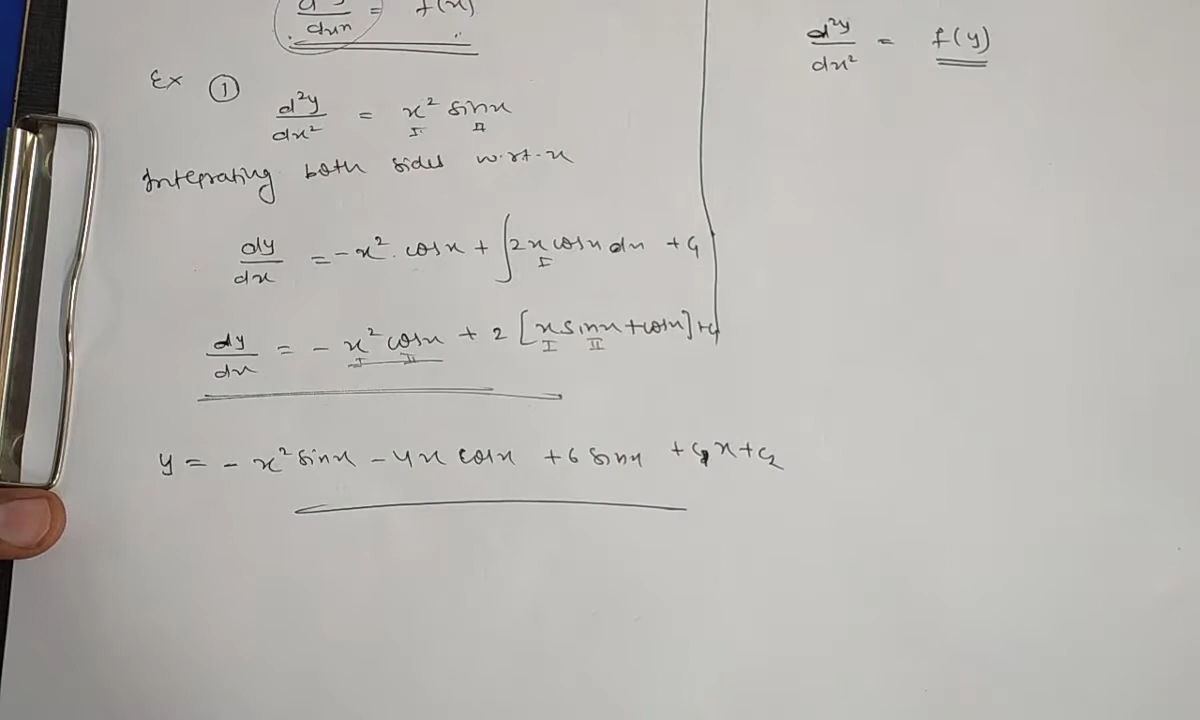 = f(x)
dxn
Ex ①
d²y/dx² = x² sinx
I II
Integrating both sides w.r.t. x
dy/dx = -x². cosx + ∫2x cosx dx + C₁
I
dy/dx = - x² cosx + 2 [x sinx + cosx] + C₁
I II I II
y = - x² sinx - 4x cosx + 6 sinx + C₁x + C₂
d²y/dx² = f(y)